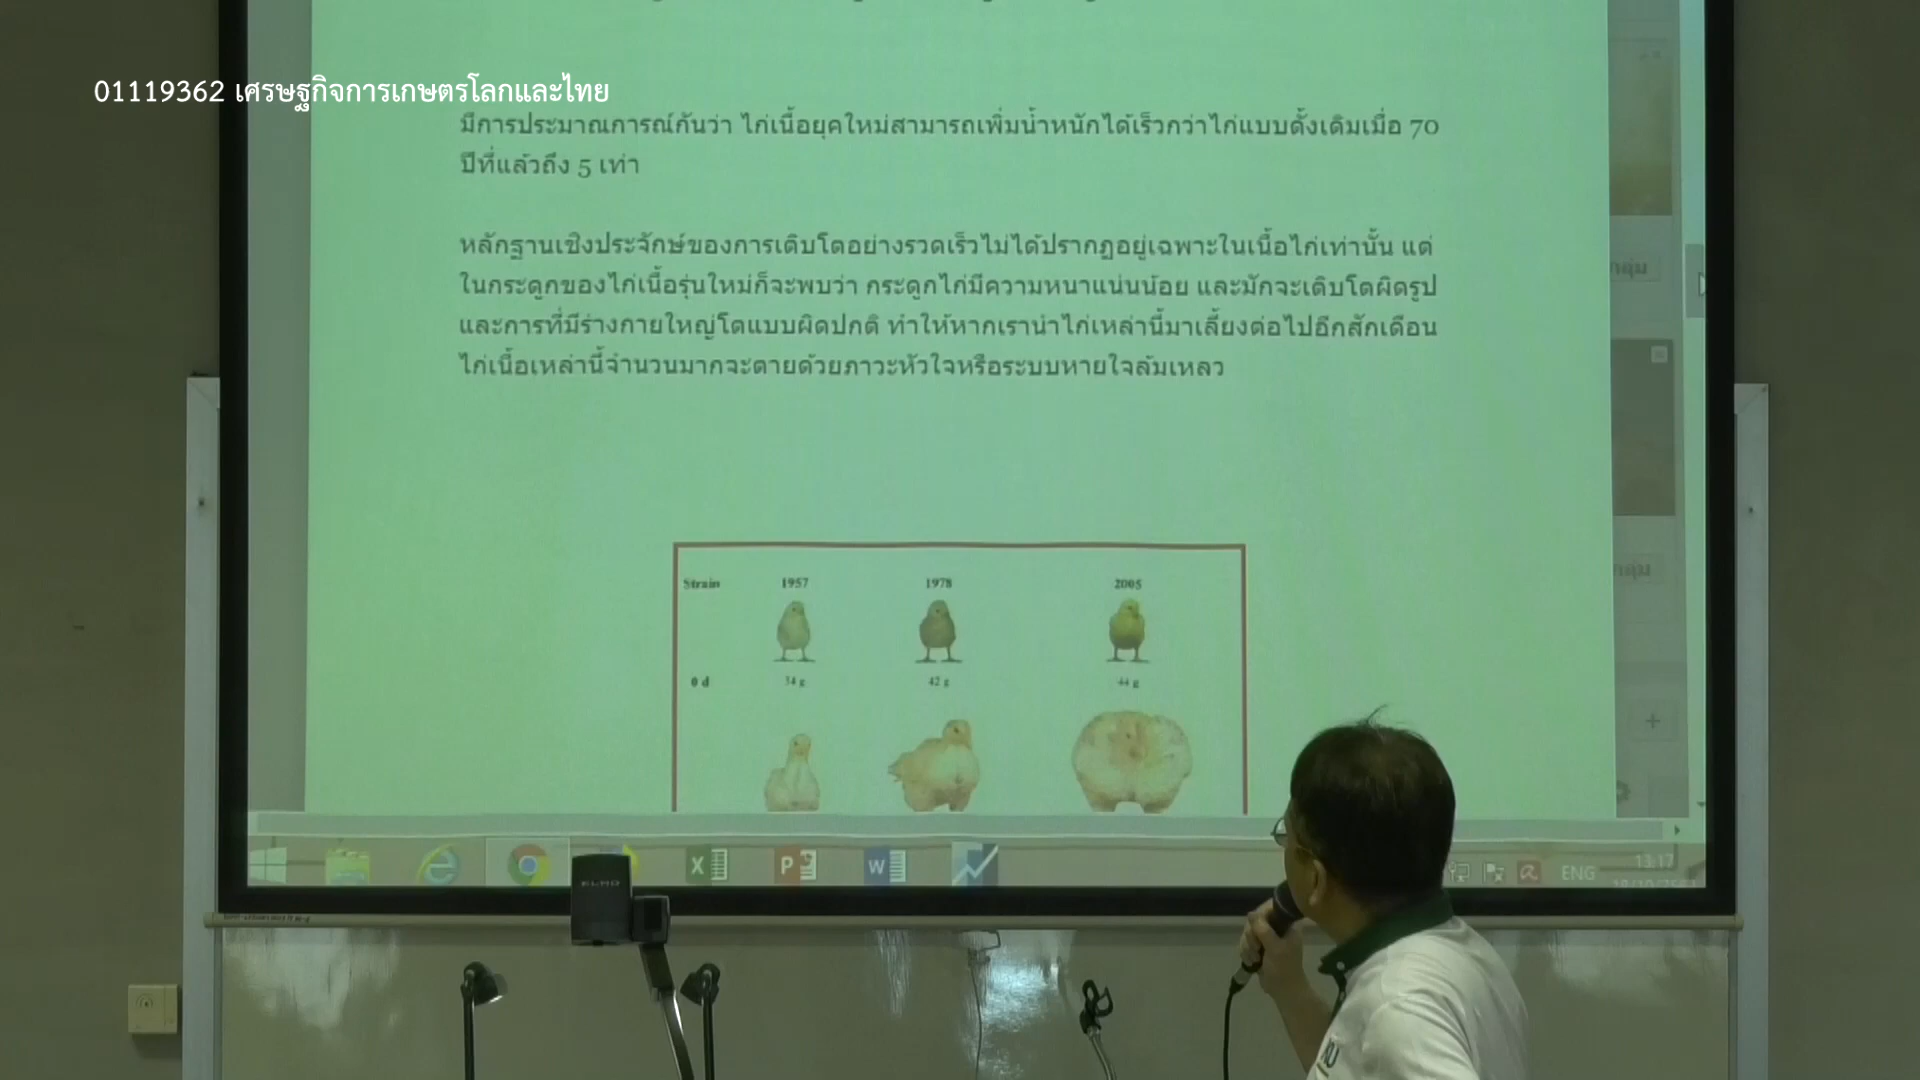 01119362 เศรษฐกิจการเกษตรโลกและไทย
มีการประมาณการณ์กันว่า ไก่เนื้อยุคใหม่สามารถเพิ่มน้ำหนักได้เร็วกว่าไก่แบบดั้งเดิมเมื่อ 70
ปีที่แล้วถึง 5 เท่า
หลักฐานเชิงประจักษ์ของการเติบโตอย่างรวดเร็วไม่ได้ปรากฏอยู่เฉพาะในเนื้อไก่เท่านั้น แต่
ในกระดูกของไก่เนื้อรุ่นใหม่ก็จะพบว่า กระดูกไก่มีความหนาแน่นน้อย และมักจะเติบโตผิดรูป
และการที่มีร่างกายใหญ่โตแบบผิดปกติ ทำให้หากเรานำไก่เหล่านี้มาเลี้ยงต่อไปอีกสักเดือน
ไก่เนื้อเหล่านี้จำนวนมากจะตายด้วยภาวะหัวใจหรือระบบหายใจล้มเหลว
Strain 1957 1978 2005
0 d 34 g 42 g 44 g
ELMO
ENG
13:17